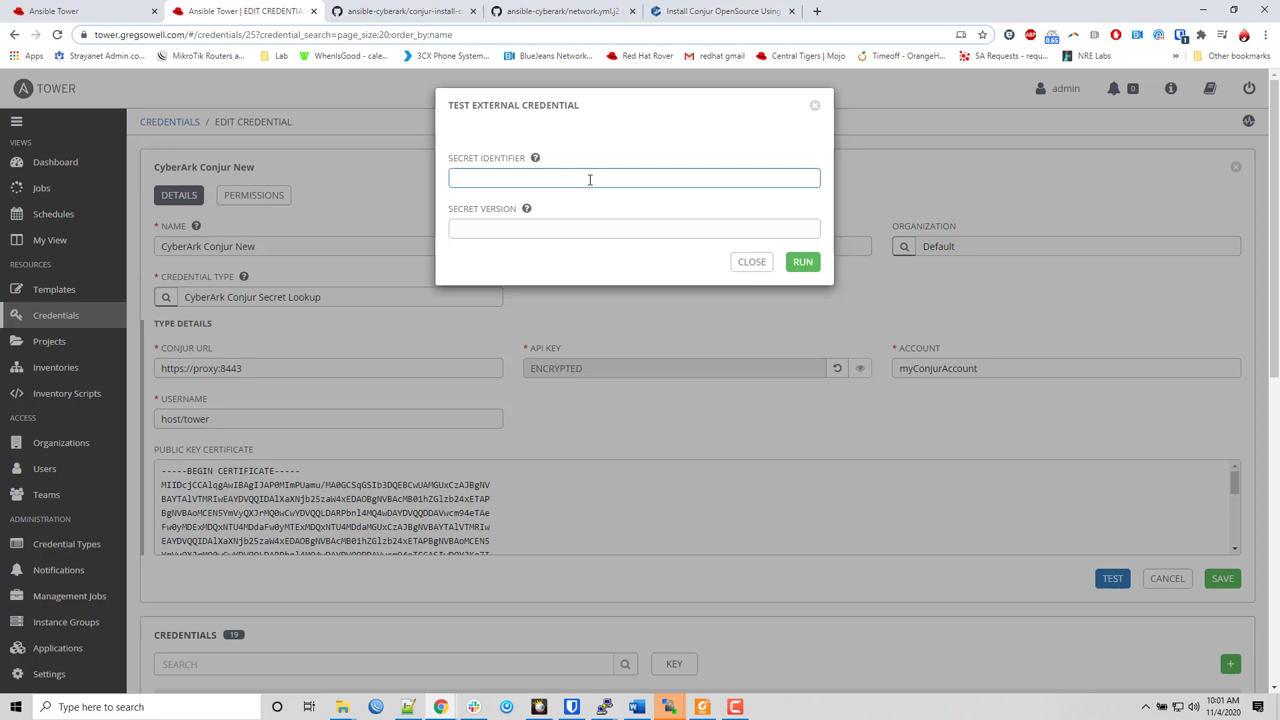 Ansible Tower
Ansible Tower | EDIT CREDENTIAL
ansible-cyberark/conjur-install-c
ansible-cyberark/network.yml.j2
Install Conjur OpenSource Using
tower.gregsowell.com/#/credentials/25?credential_search=page_size:20;order_by:name
Apps
Strayanet Admin co...
MikroTik Routers a...
Lab
WhenIsGood - cale...
3CX Phone System...
BlueJeans Network...
Red Hat Rover
redhat gmail
Central Tigers | Mojo
Timeoff - OrangeH...
SA Requests - requ...
NRE Labs
Other bookmarks
TOWER
admin
0
VIEWS
Dashboard
Jobs
Schedules
My View
RESOURCES
Templates
Credentials
Projects
Inventories
Inventory Scripts
ACCESS
Organizations
Users
Teams
ADMINISTRATION
Credential Types
Notifications
Management Jobs
Instance Groups
Applications
Settings
CREDENTIALS / EDIT CREDENTIAL
CyberArk Conjur New
DETAILS
PERMISSIONS
* NAME
ORGANIZATION
CyberArk Conjur New
Default
* CREDENTIAL TYPE
CyberArk Conjur Secret Lookup
TYPE DETAILS
* CONJUR URL
* API KEY
* ACCOUNT
https://proxy:8443
ENCRYPTED
myConjurAccount
* USERNAME
host/tower
PUBLIC KEY CERTIFICATE
-----BEGIN CERTIFICATE-----
TEST
CANCEL
SAVE
CREDENTIALS 19
SEARCH
KEY
TEST EXTERNAL CREDENTIAL
SECRET IDENTIFIER
SECRET VERSION
CLOSE
RUN
Type here to search
10:01 AM
11/4/2020